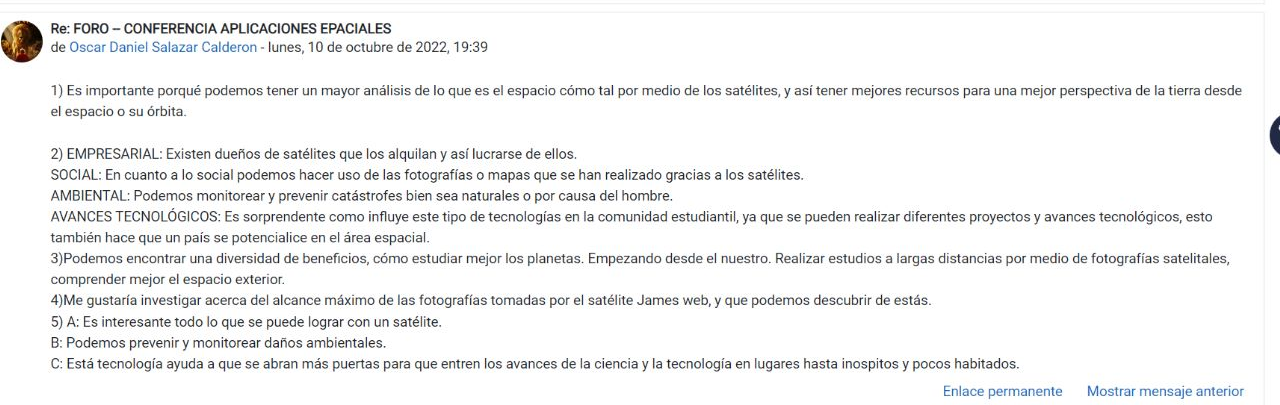 Re: FORO – CONFERENCIA APLICACIONES EPACIALES
de Oscar Daniel Salazar Calderon - lunes, 10 de octubre de 2022, 19:39
1) Es importante porqué podemos tener un mayor análisis de lo que es el espacio cómo tal por medio de los satélites, y así tener mejores recursos para una mejor perspectiva de la tierra desde
el espacio o su órbita.
2) EMPRESARIAL: Existen dueños de satélites que los alquilan y así lucrarse de ellos.
SOCIAL: En cuanto a lo social podemos hacer uso de las fotografías o mapas que se han realizado gracias a los satélites.
AMBIENTAL: Podemos monitorear y prevenir catástrofes bien sea naturales o por causa del hombre.
AVANCES TECNOLÓGICOS: Es sorprendente como influye este tipo de tecnologías en la comunidad estudiantil, ya que se pueden realizar diferentes proyectos y avances tecnológicos, esto
también hace que un país se potencialice en el área espacial.
3)Podemos encontrar una diversidad de beneficios, cómo estudiar mejor los planetas. Empezando desde el nuestro. Realizar estudios a largas distancias por medio de fotografías satelitales,
comprender mejor el espacio exterior.
4)Me gustaría investigar acerca del alcance máximo de las fotografías tomadas por el satélite James web, y que podemos descubrir de estás.
5) A: Es interesante todo lo que se puede lograr con un satélite.
B: Podemos prevenir y monitorear daños ambientales.
C: Está tecnología ayuda a que se abran más puertas para que entren los avances de la ciencia y la tecnología en lugares hasta inospitos y pocos habitados.
Enlace permanente Mostrar mensaje anterior